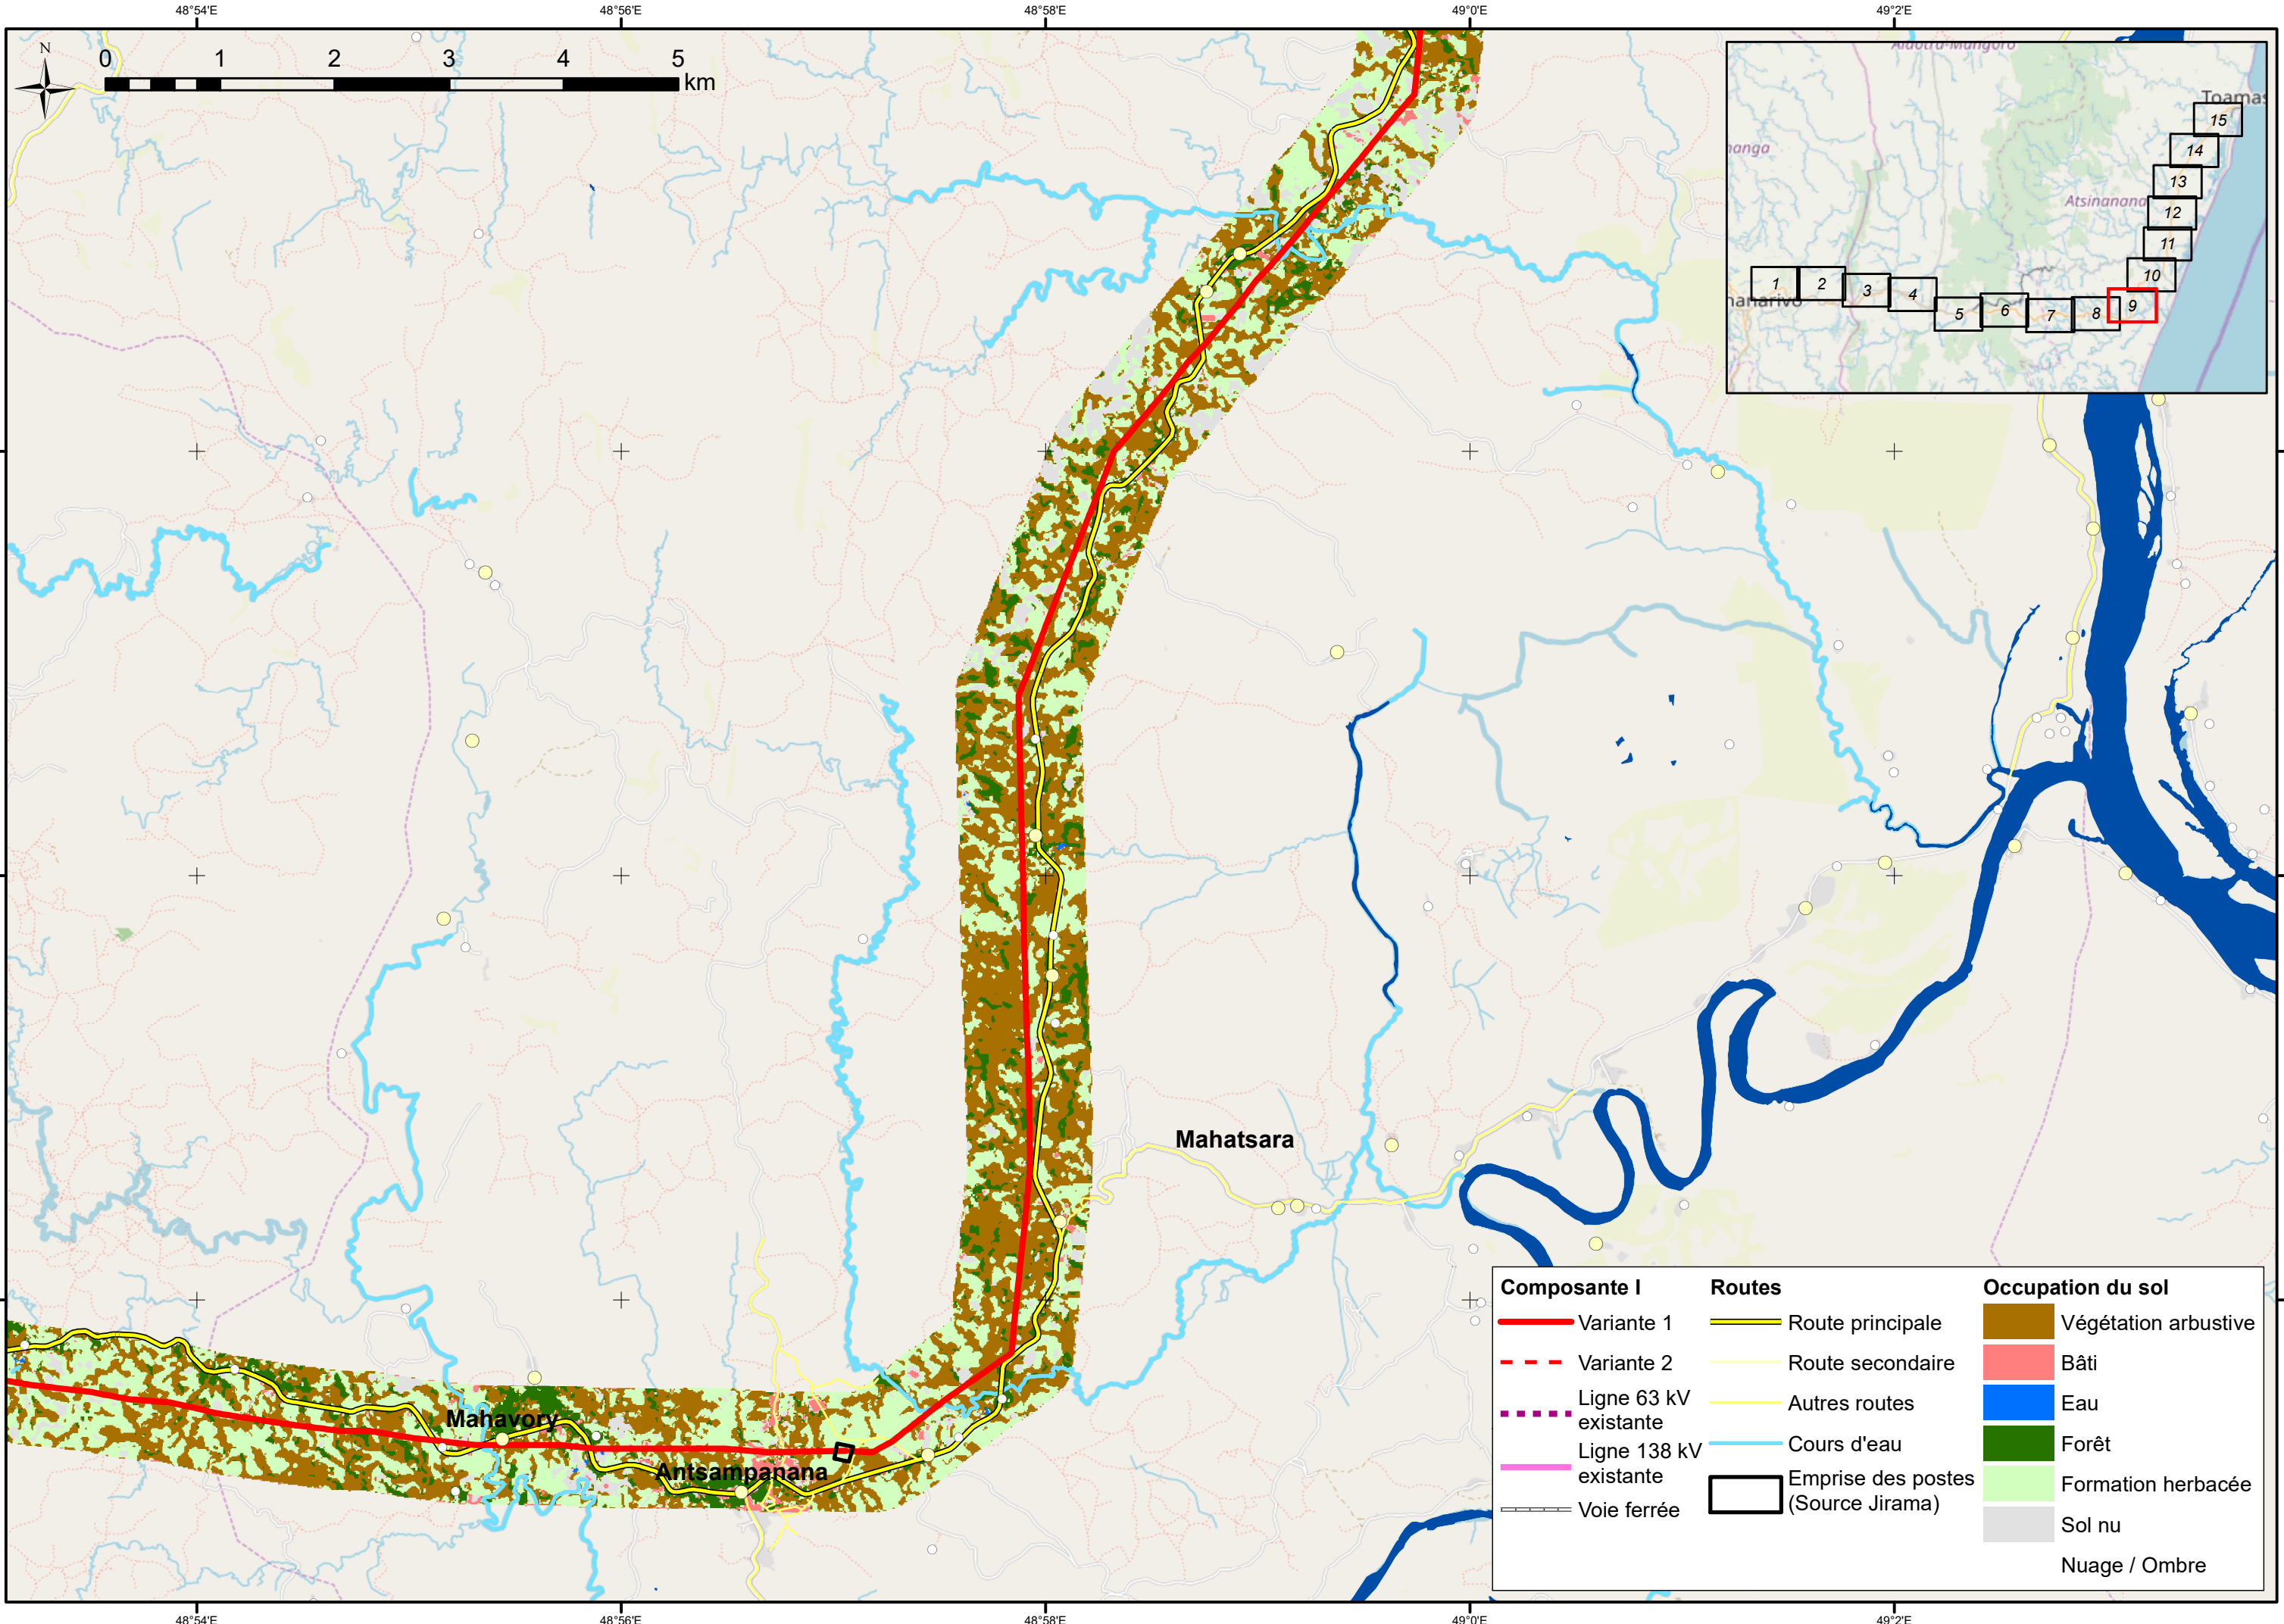 48°54'E
48°56'E
48°58'E
49°0'E
49°2'E
N
0 1 2 3 4 5
km
Alaotra-Mangoro
Toamas
nanga
Atsinanana
nanarivo
15
14
13
12
11
10
1 2 3 4 5 6 7 8 9
Mahatsara
Mahavory
Antsampanana
Composante I
Variante 1
Variante 2
Ligne 63 kV
existante
Ligne 138 kV
existante
Voie ferrée
Routes
Route principale
Route secondaire
Autres routes
Cours d'eau
Emprise des postes
(Source Jirama)
Occupation du sol
Végétation arbustive
Bâti
Eau
Forêt
Formation herbacée
Sol nu
Nuage / Ombre
48°54'E
48°56'E
48°58'E
49°0'E
49°2'E